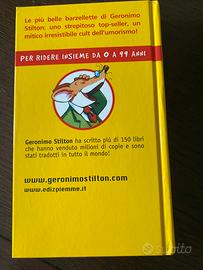 Le più belle barzellette di Geronimo
Stilton: uno strepitoso top-seller, un
mitico irresistibile cult dell'umorismo!
PER RIDERE INSIEME DA 0 A 99 ANNI
Geronimo Stilton ha scritto più di 150 libri
che hanno venduto milioni di copie e sono
stati tradotti in tutto il mondo!
www.geronimostilton.com
www.edizpiemme.it
subito